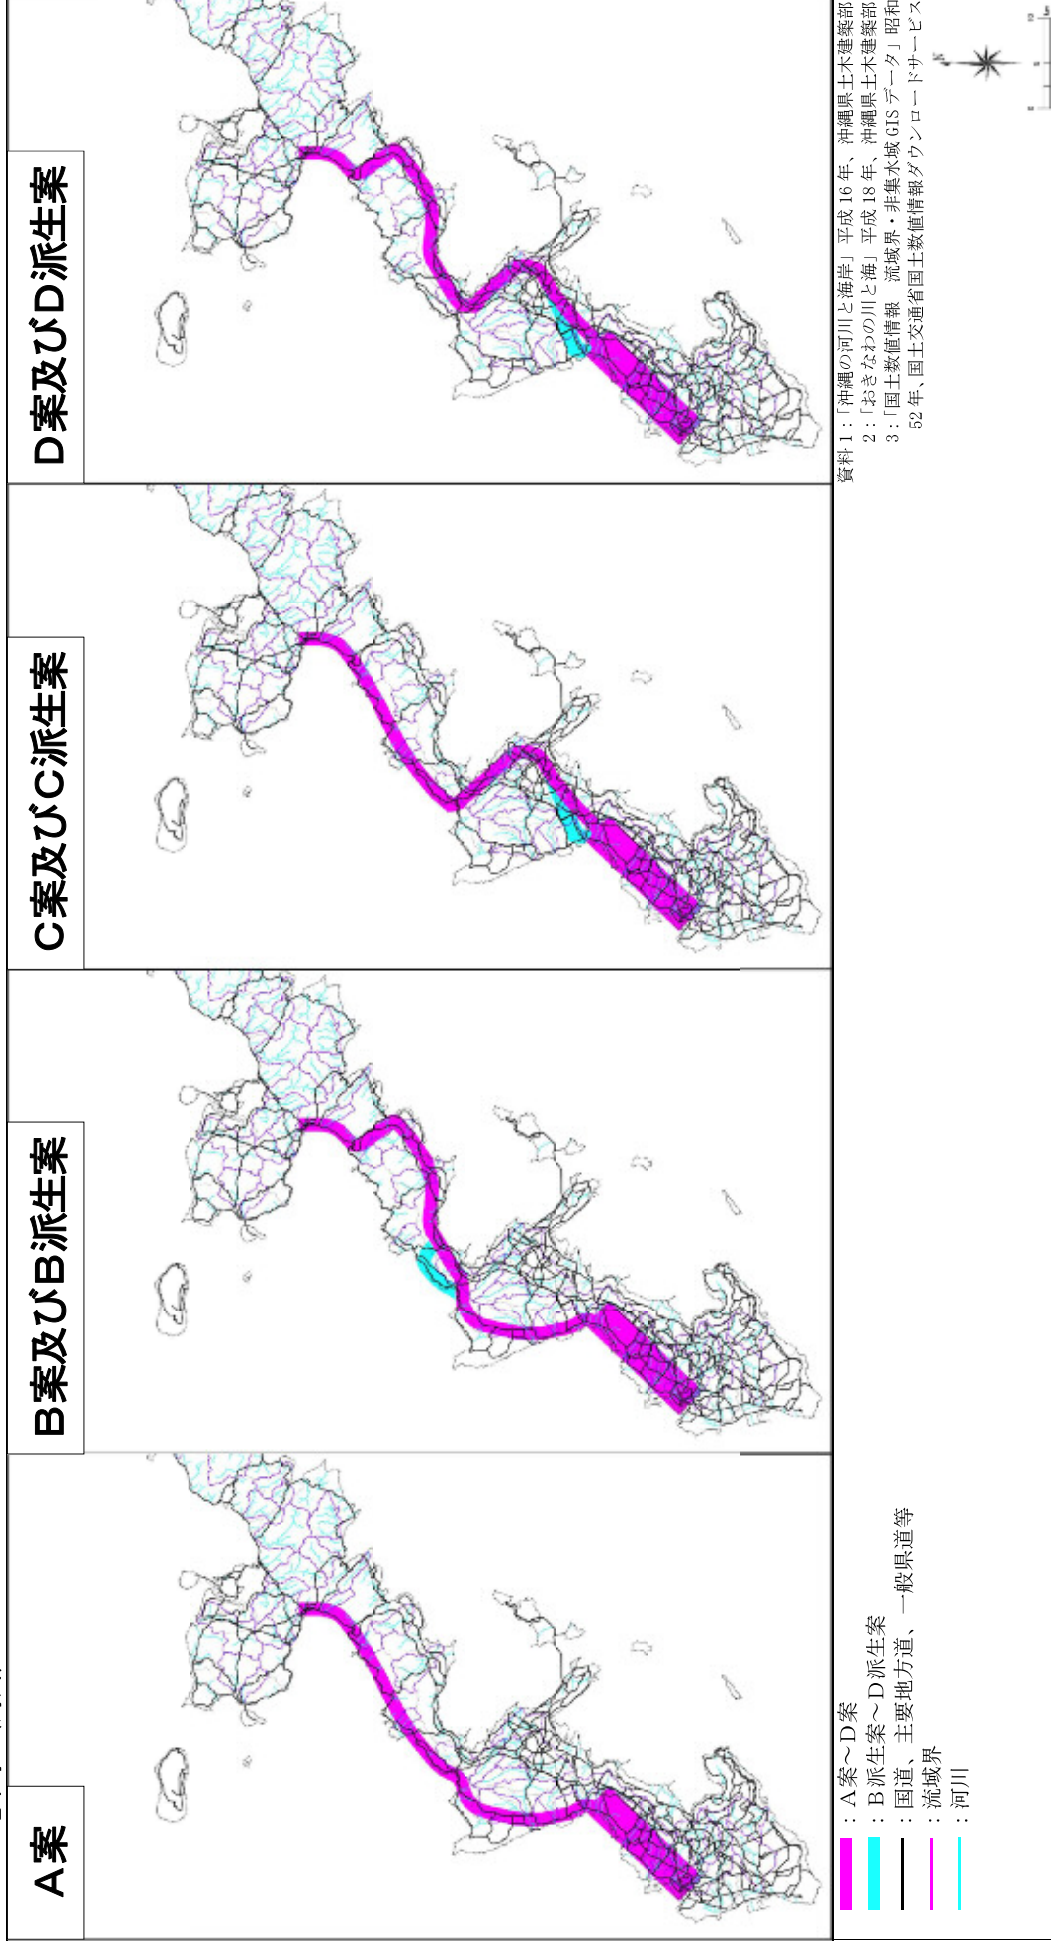 A案
B案及びB派生案
C案及びC派生案
D案及びD派生案
：A案～D案
：B派生案～D派生案
：国道、主要地方道、一般県道等
：流域界
：河川
資料1：「沖縄の河川と海岸」平成16年、沖縄県土木建築部
2：「おきなわの川と海」平成18年、沖縄県土木建築部
3：「国土数値情報 流域界・非集水域GISデータ」昭和
52年、国土交通省国土数値情報ダウンロードサービス
N